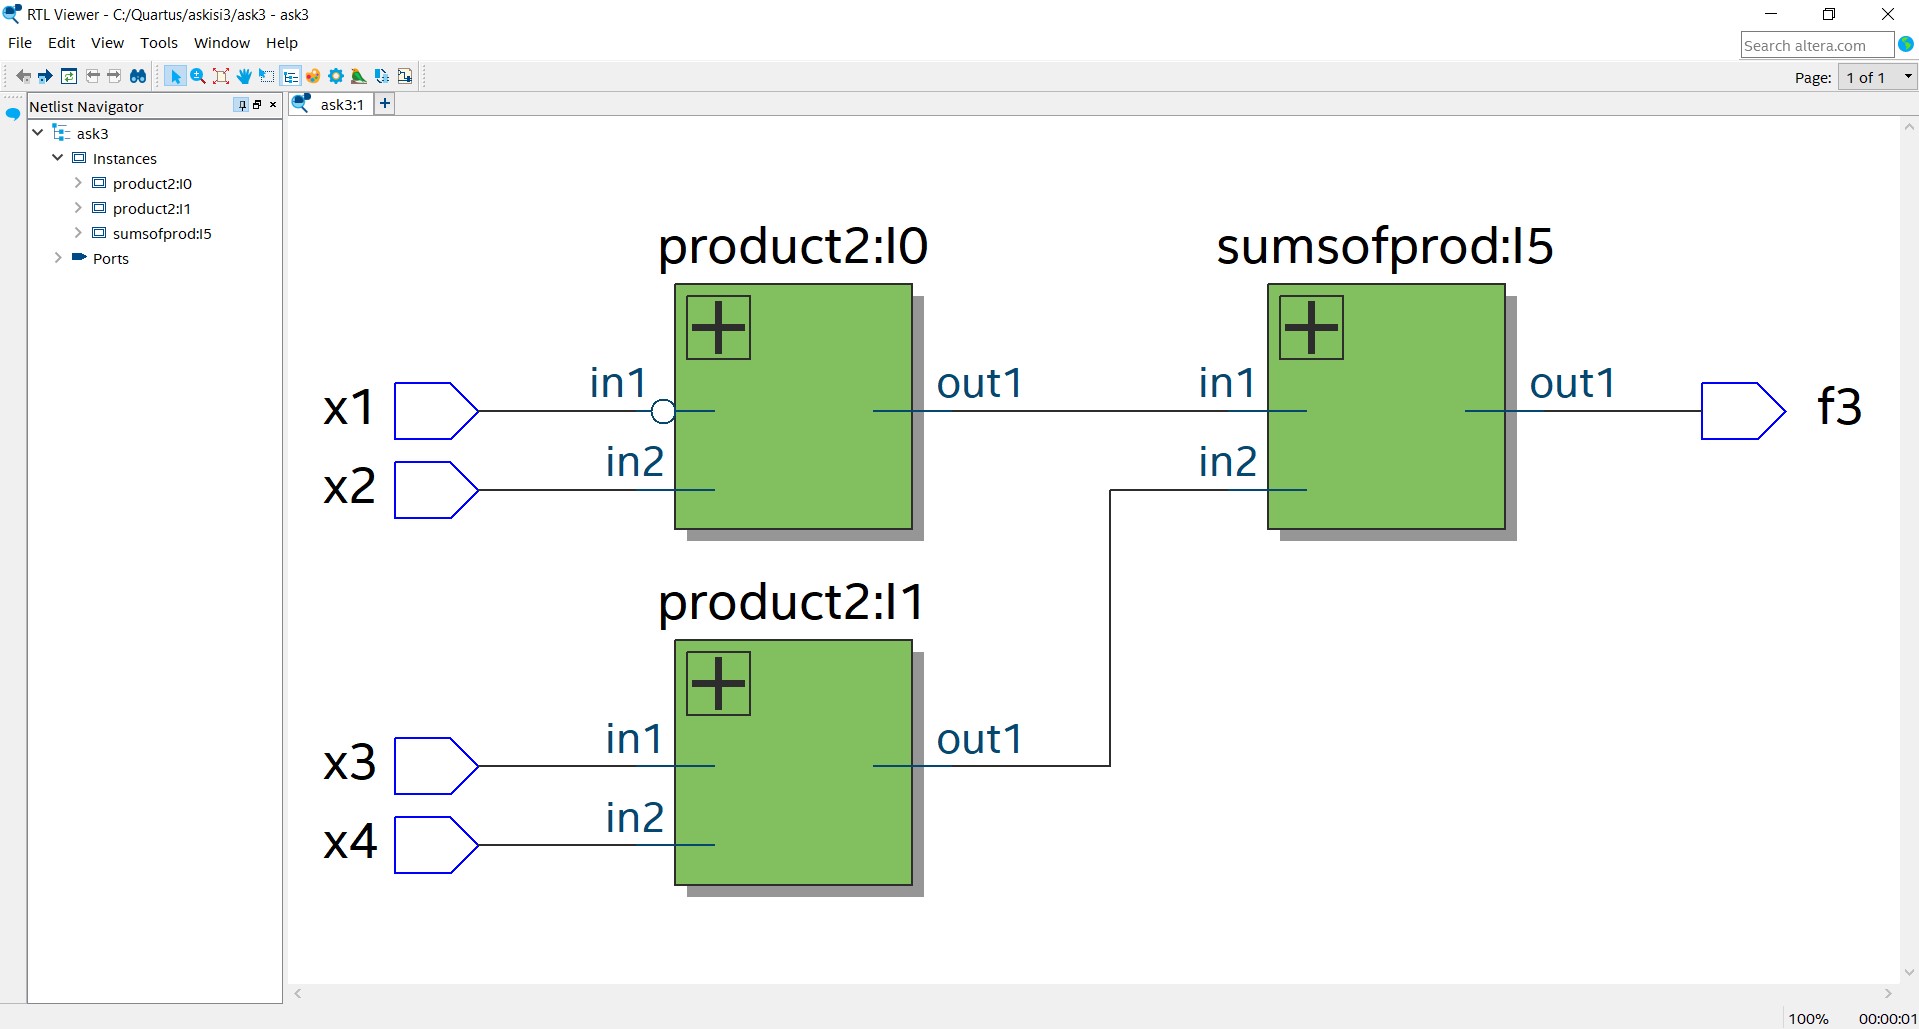 RTL Viewer - C:/Quartus/askisi3/ask3 - ask3
File Edit View Tools Window Help
Search altera.com
Page: 1 of 1
Netlist Navigator
ask3:1
ask3
Instances
product2:I0
product2:I1
sumsofprod:I5
Ports
product2:I0
sumsofprod:I5
x1
in1
out1
in1
out1
f3
x2
in2
in2
product2:I1
x3
in1
out1
x4
in2
100% 00:00:01